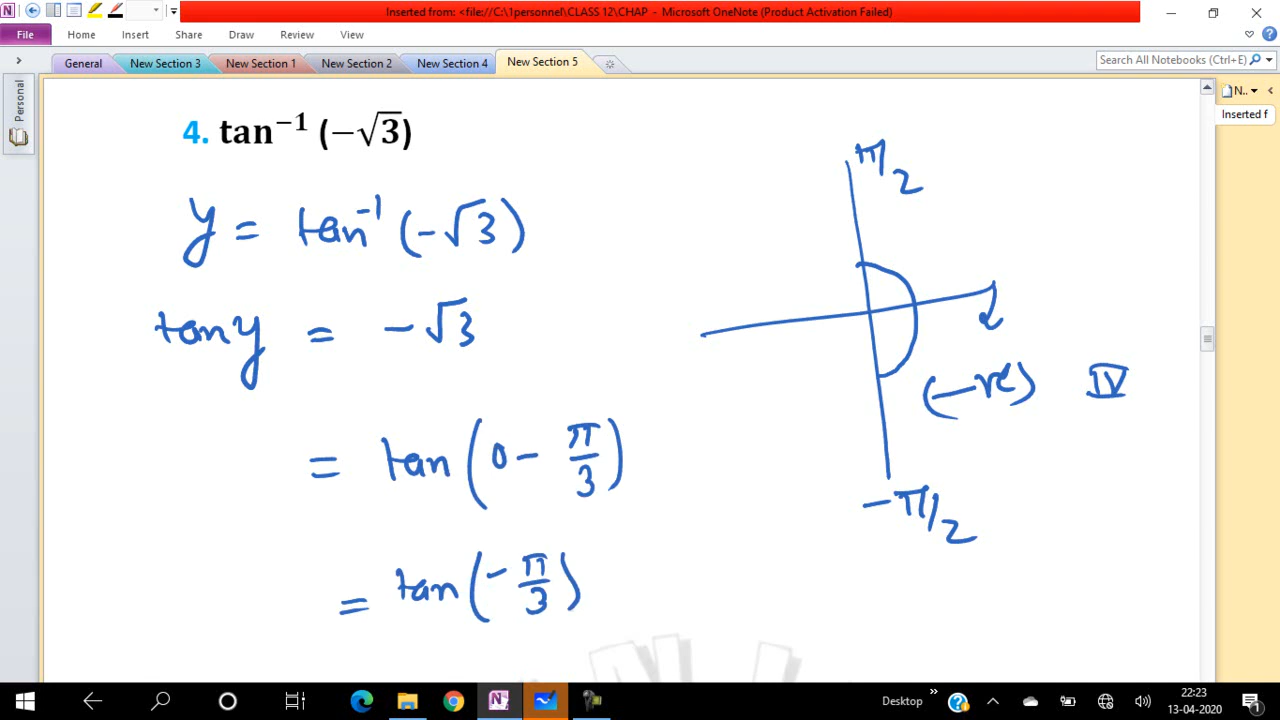 Inserted from: <file://C:\1personnel\CLASS 12\CHAP - Microsoft OneNote (Product Activation Failed)
File Home Insert Share Draw Review View
General New Section 3 New Section 1 New Section 2 New Section 4 New Section 5 Search All Notebooks (Ctrl+E)
Personal
N..
Inserted f
4. tan⁻¹ (−√3)
y = tan⁻¹ (−√3)
tan y = −√3
= tan (0 − π/3)
= tan (−π/3)
π/2
(−ve) IV
−π/2
Desktop
22:23
13-04-2020
1